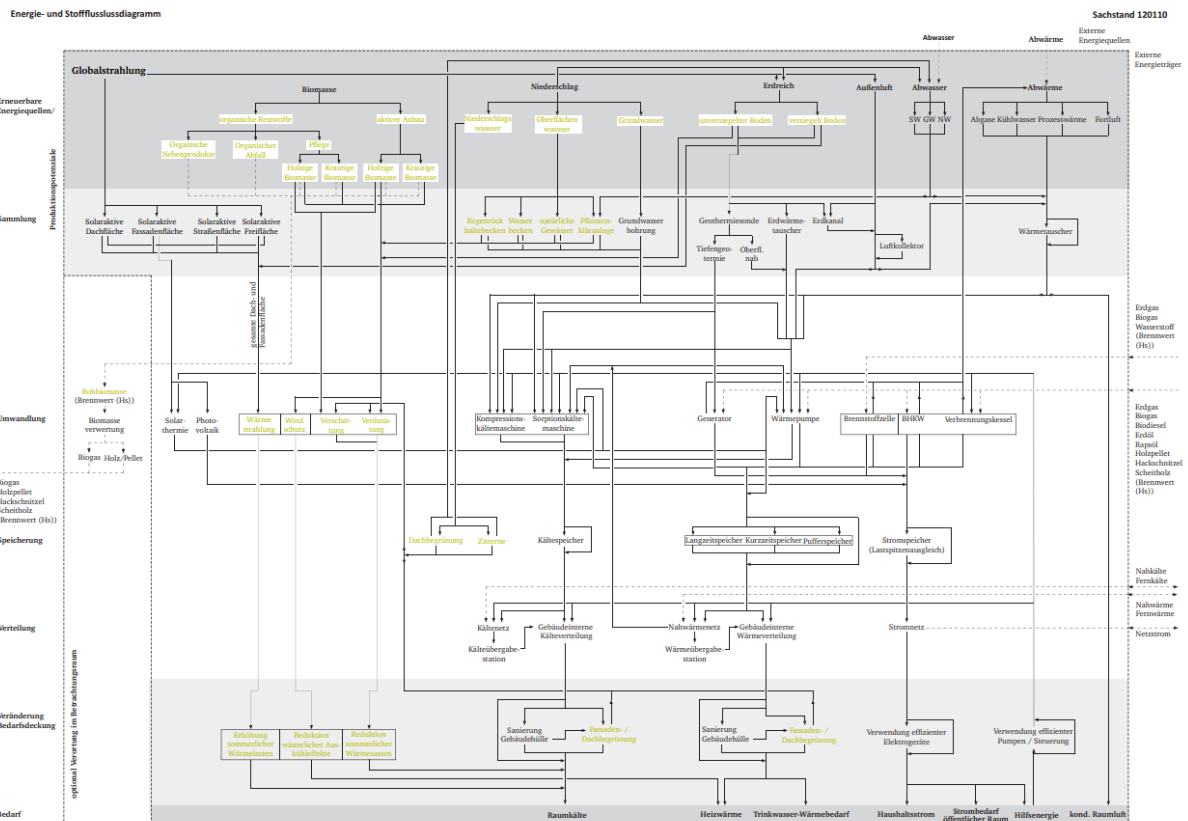 Energie- und Stoffflusslussdiagramm
Sachstand 120110
Abwasser
Abwärme
Externe
Energiequellen
Externe
Energieträger
Globalstrahlung
Biomasse
Niederschlag
Erdreich
Außenluft
Abwasser
Abwärme
Erneuerbare
Energiequellen/
Produktionspotenziale
organische Reststoffe
aktiver Anbau
Niederschlags
wasser
Oberflächen
wasser
Grundwasser
unversiegelter Boden
versiegelt Boden
SW GW NW
Abgase Kühlwasser Prozesswärme
Fortluft
Organische
Nebenprodukte
Organischer
Abfall
Pflege
Holzige
Biomasse
Krautige
Biomasse
Holzige
Biomasse
Krautige
Biomasse
Sammlung
Solaraktive
Dachfläche
Solaraktive
Fassadenfläche
Solaraktive
Straßenfläche
Solaraktive
Freifläche
Regenrück
haltebecken
Wasser
becken
natürliche
Gewässer
Pflanzen-
kläranlage
Grundwasser
bohrung
Geothermiesonde
Erdwärme-
tauscher
Erdkanal
Wärmetauscher
Tiefengeo-
termie
Oberfl.
nah
Luftkollektor
gesamte Dach- und
Fassadenfläche
Erdgas
Biogas
Wasserstoff
(Brennwert
(Hs))
Rohbiomasse
(Brennwert (Hs))
Umwandlung
Biomasse
verwertung
Solar-
thermie
Photo-
voltaik
Wärme
strahlung
Wind
schutz
Verschat-
tung
Verduns-
tung
Kompressions-
kältemaschine
Sorptionskälte-
maschine
Generator
Wärmepumpe
Brennstoffzelle
BHKW
Verbrennungskessel
Erdgas
Biogas
Biodiesel
Erdöl
Rapsöl
Holzpellet
Hackschnitzel
Scheitholz
(Brennwert
(Hs))
Biogas
Holz/Pellet
Biogas
Holzpellet
Hackschnitzel
Scheitholz
(Brennwert (Hs))
Speicherung
Dachbegrünung
Zisterne
Kältespeicher
Langzeitspeicher Kurzzeitspeicher Pufferspeicher
Stromspeicher
(Lastspitzenausgleich)
Nahkälte
Fernkälte
Nahwärme
Fernwärme
Verteilung
Kältenetz
Gebäudeinterne
Kälteverteilung
Nahwärmenetz
Gebäudeinterne
Wärmeverteilung
Stromnetz
Netzstrom
Kälteübergabe-
station
Wärmeübergabe-
station
optional Verortung im Betrachtungsraum
Veränderung
Bedarfsdeckung
Erhöhung
sommerlicher
Wärmelasten
Reduktion
winterlicher Aus-
kühleffekte
Reduktion
sommerlicher
Sanierung
Gebäudehülle
Fassaden-/
Dachbegrünung
Sanierung
Gebäudehülle
Fassaden-/
Dachbegrünung
Verwendung effizienter
Elektrogeräte
Verwendung effizienter
Pumpen / Steuerung
Bedarf
Raumkälte
Heizwärme
Trinkwasser-Wärmebedarf
Haushaltsstrom
Strombedarf
öffentlicher Raum
Hilfsenergie
kond. Raumluft